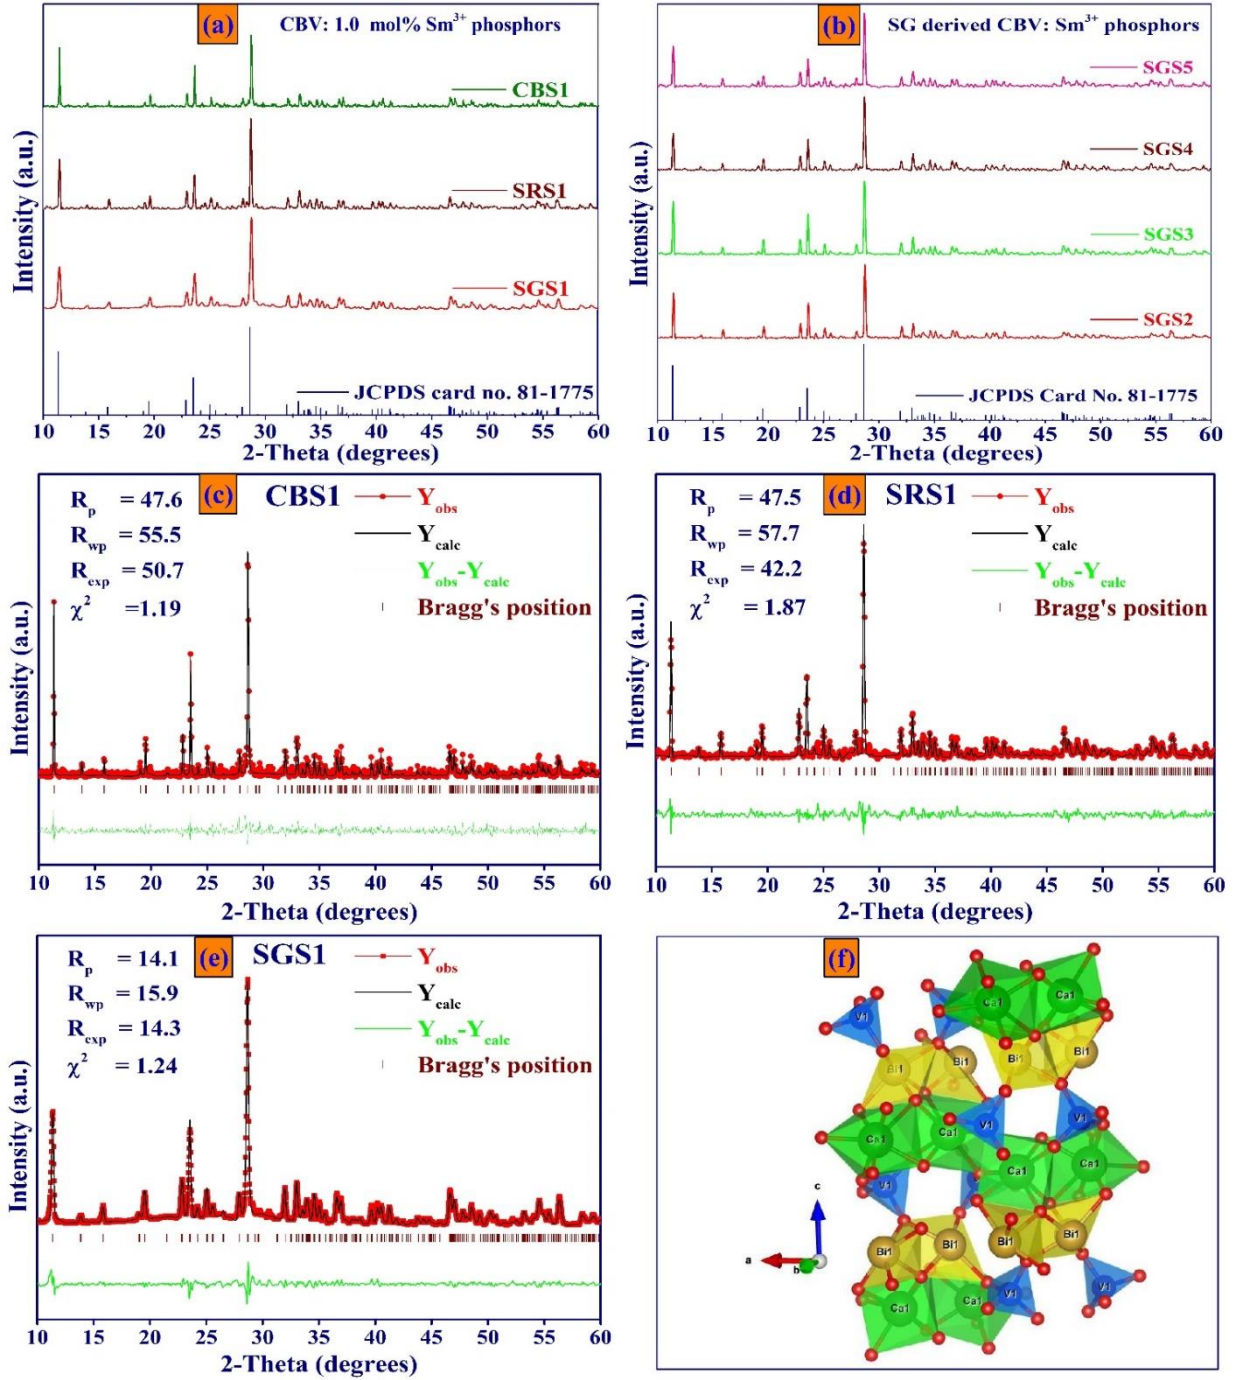 (a)
CBV: 1.0 mol% Sm³⁺ phosphors
CBS1
SRS1
SGS1
JCPDS card no. 81-1775
Intensity (a.u.)
10 15 20 25 30 35 40 45 50 55 60
2-Theta (degrees)
(b)
SG derived CBV: Sm³⁺ phosphors
SGS5
SGS4
SGS3
SGS2
JCPDS Card No. 81-1775
Intensity (a.u.)
10 15 20 25 30 35 40 45 50 55 60
2-Theta (degrees)
(c)
CBS1
Rp = 47.6
Rwp = 55.5
Rexp = 50.7
χ² =1.19
Yobs
Ycalc
Yobs-Ycalc
Bragg's position
Intensity (a.u.)
10 15 20 25 30 35 40 45 50 55 60
2-Theta (degrees)
(d)
SRS1
Rp = 47.5
Rwp = 57.7
Rexp = 42.2
χ² = 1.87
Yobs
Ycalc
Yobs-Ycalc
Bragg's position
Intensity (a.u.)
10 15 20 25 30 35 40 45 50 55 60
2-Theta (degrees)
(e)
SGS1
Rp = 14.1
Rwp = 15.9
Rexp = 14.3
χ² = 1.24
Yobs
Ycalc
Yobs-Ycalc
Bragg's position
Intensity (a.u.)
10 15 20 25 30 35 40 45 50 55 60
2-Theta (degrees)
(f)
Ca1 Ca1
V1
Bi1 Bi1 Bi1 Bi1
V1 V1
Ca1 Ca1
Ca1 Ca1
V1
Bi1 Bi1 Bi1 Bi1
V1 V1
Ca1 Ca1
c
a
b